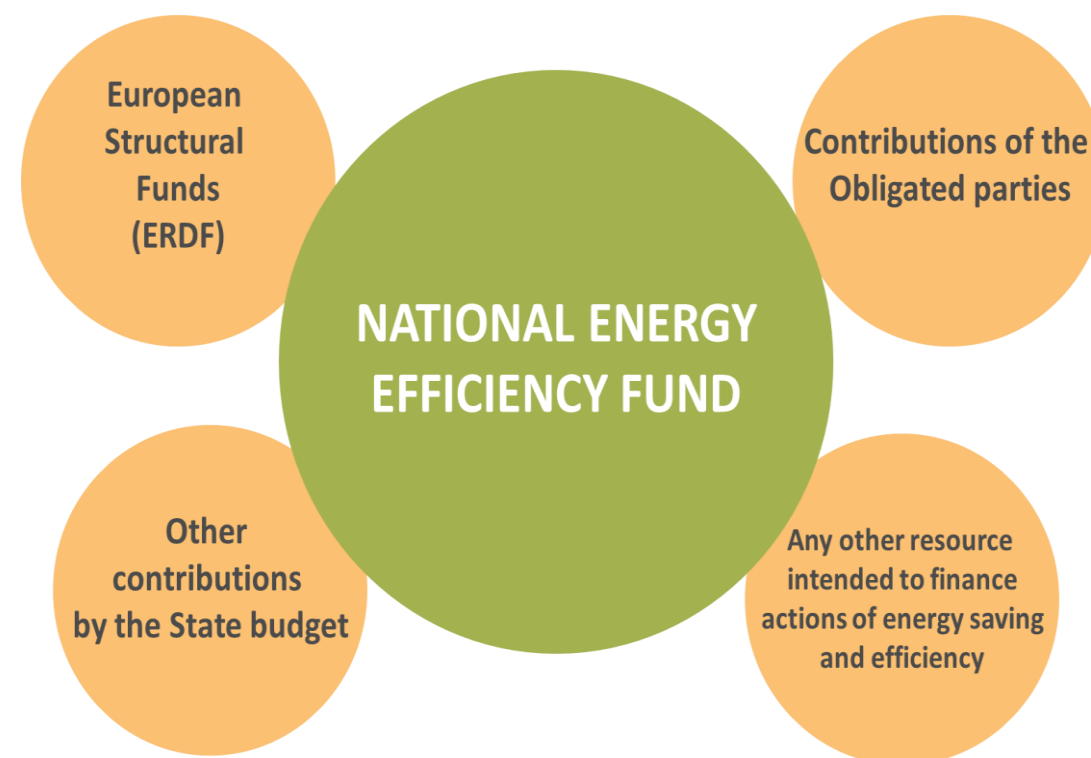 European
Structural
Funds
(ERDF)
Contributions of the
Obligated parties
NATIONAL ENERGY
EFFICIENCY FUND
Other
contributions
by the State budget
Any other resource
intended to finance
actions of energy saving
and efficiency